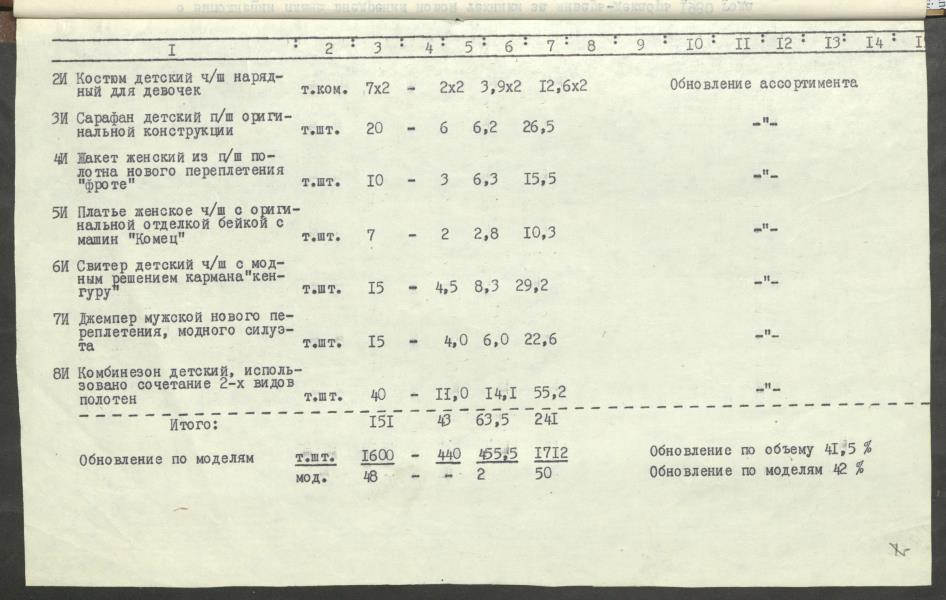 I : 2 : 3 : 4 : 5 : 6 : 7 : 8 : 9 : IO : II : I2 : I3: I4 : I
2И Костюм детский ч/ш наряд-
ный для девочек т.ком. 7х2 - 2х2 3,9х2 I2,6х2 Обновление ассортимента
3И Сарафан детский п/ш ориги-
нальной конструкции т.шт. 20 - 6 6,2 26,5 -"-
4И Жакет женский из п/ш по-
лотна нового переплетения
"фроте" т.шт. IO - 3 6,3 I5,5 -"-
5И Платье женское ч/ш с ориги-
нальной отделкой бейкой с
машин "Комец" т.шт. 7 - 2 2,8 IO,3 -"-
6И Свитер детский ч/ш с мод-
ным решением кармана"кен-
гуру" т.шт. I5 - 4,5 8,3 29,2 -"-
7И Джемпер мужской нового пе-
реплетения, модного силуэ-
та т.шт. I5 - 4,0 6,0 22,6 -"-
8И Комбинезон детский, исполь-
зовано сочетание 2-х видов
полотен т.шт. 40 - II,0 I4,I 55,2 -"-
Итого: I5I 43 63,5 24I
Обновление по моделям т.шт. I600 - 440 455,5 I7I2 Обновление по объему 4I,5 %
мод. 48 - - 2 50 Обновление по моделям 42 %